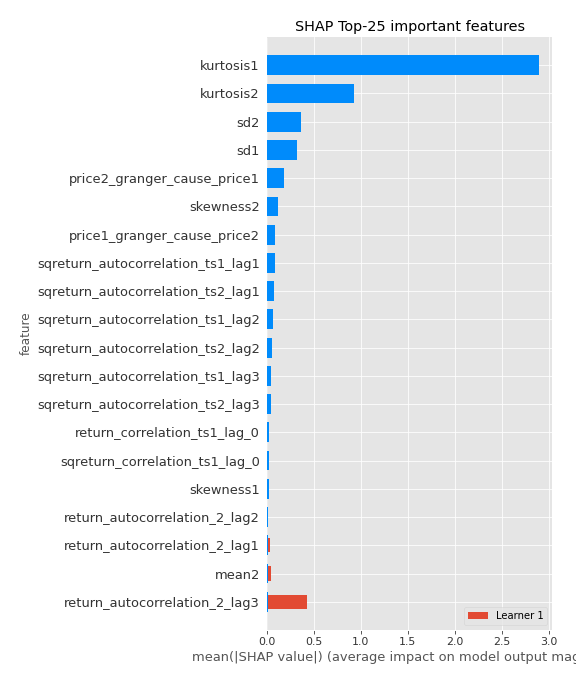 SHAP Top-25 important features
kurtosis1
kurtosis2
sd2
sd1
price2_granger_cause_price1
skewness2
price1_granger_cause_price2
sqreturn_autocorrelation_ts1_lag1
sqreturn_autocorrelation_ts2_lag1
sqreturn_autocorrelation_ts1_lag2
sqreturn_autocorrelation_ts2_lag2
sqreturn_autocorrelation_ts1_lag3
sqreturn_autocorrelation_ts2_lag3
return_correlation_ts1_lag_0
sqreturn_correlation_ts1_lag_0
skewness1
return_autocorrelation_2_lag2
return_autocorrelation_2_lag1
mean2
return_autocorrelation_2_lag3
feature
Learner 1
0.0 0.5 1.0 1.5 2.0 2.5 3.0
mean(|SHAP value|) (average impact on model output mag